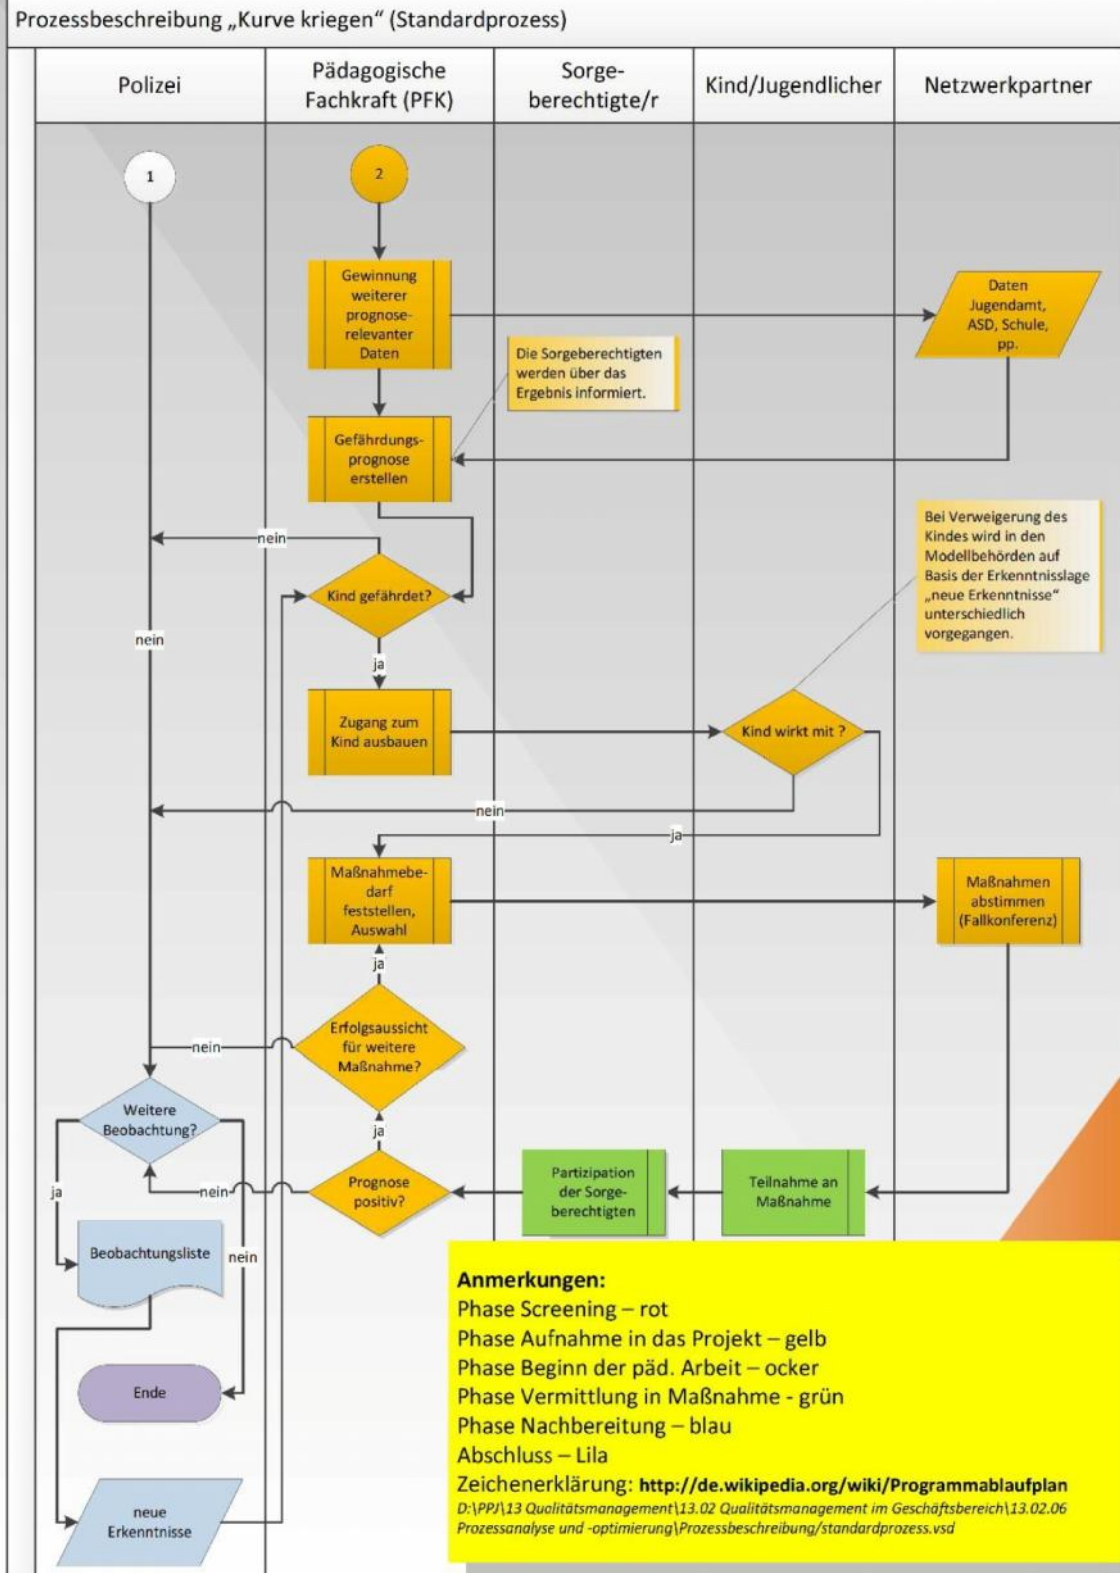 Prozessbeschreibung „Kurve kriegen“ (Standardprozess)
Polizei
Pädagogische
Fachkraft (PFK)
Sorge-
berechtigte/r
Kind/Jugendlicher
Netzwerkpartner
1
2
Gewinnung
weiterer
prognose-
relevanter
Daten
Daten
Jugendamt,
ASD, Schule,
pp.
Die Sorgeberechtigten
werden über das
Ergebnis informiert.
Gefährdungs-
prognose
erstellen
Bei Verweigerung des
Kindes wird in den
Modellbehörden auf
Basis der Erkenntnislage
„neue Erkenntnisse“
unterschiedlich
vorgegangen.
nein
Kind gefährdet?
nein
ja
Zugang zum
Kind ausbauen
Kind wirkt mit ?
nein
ja
Maßnahmebe-
darf
feststellen,
Auswahl
Maßnahmen
abstimmen
(Fallkonferenz)
ja
Erfolgsaussicht
für weitere
Maßnahme?
nein
Weitere
Beobachtung?
ja
Prognose
positiv?
nein
Partizipation
der Sorge-
berechtigten
Teilnahme an
Maßnahme
ja
Beobachtungsliste
nein
Ende
neue
Erkenntnisse
Anmerkungen:
Phase Screening – rot
Phase Aufnahme in das Projekt – gelb
Phase Beginn der päd. Arbeit – ocker
Phase Vermittlung in Maßnahme - grün
Phase Nachbereitung – blau
Abschluss – Lila
Zeichenerklärung: http://de.wikipedia.org/wiki/Programmablaufplan
D:\PPJ\13 Qualitätsmanagement\13.02 Qualitätsmanagement im Geschäftsbereich\13.02.06
Prozessanalyse und -optimierung\Prozessbeschreibung/standardprozess.vsd